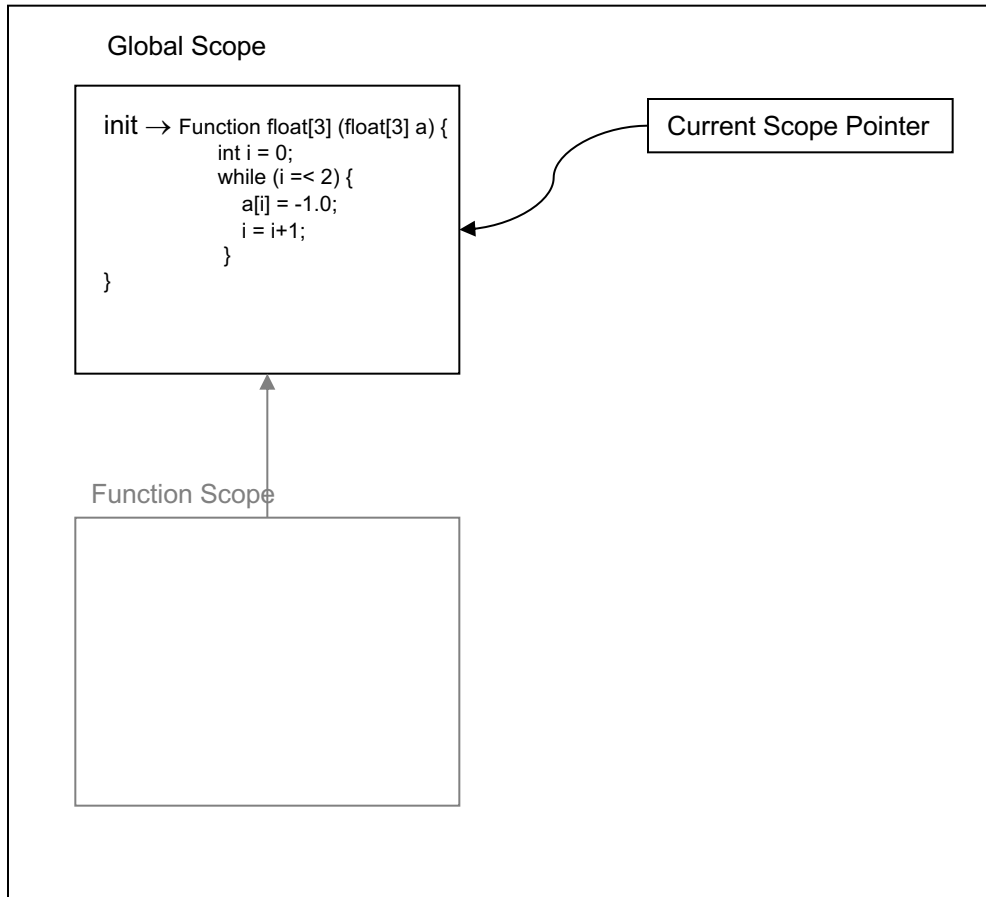 Global Scope
init → Function float[3] (float[3] a) {
int i = 0;
while (i =< 2) {
a[i] = -1.0;
i = i+1;
}
}
Current Scope Pointer
Function Scope